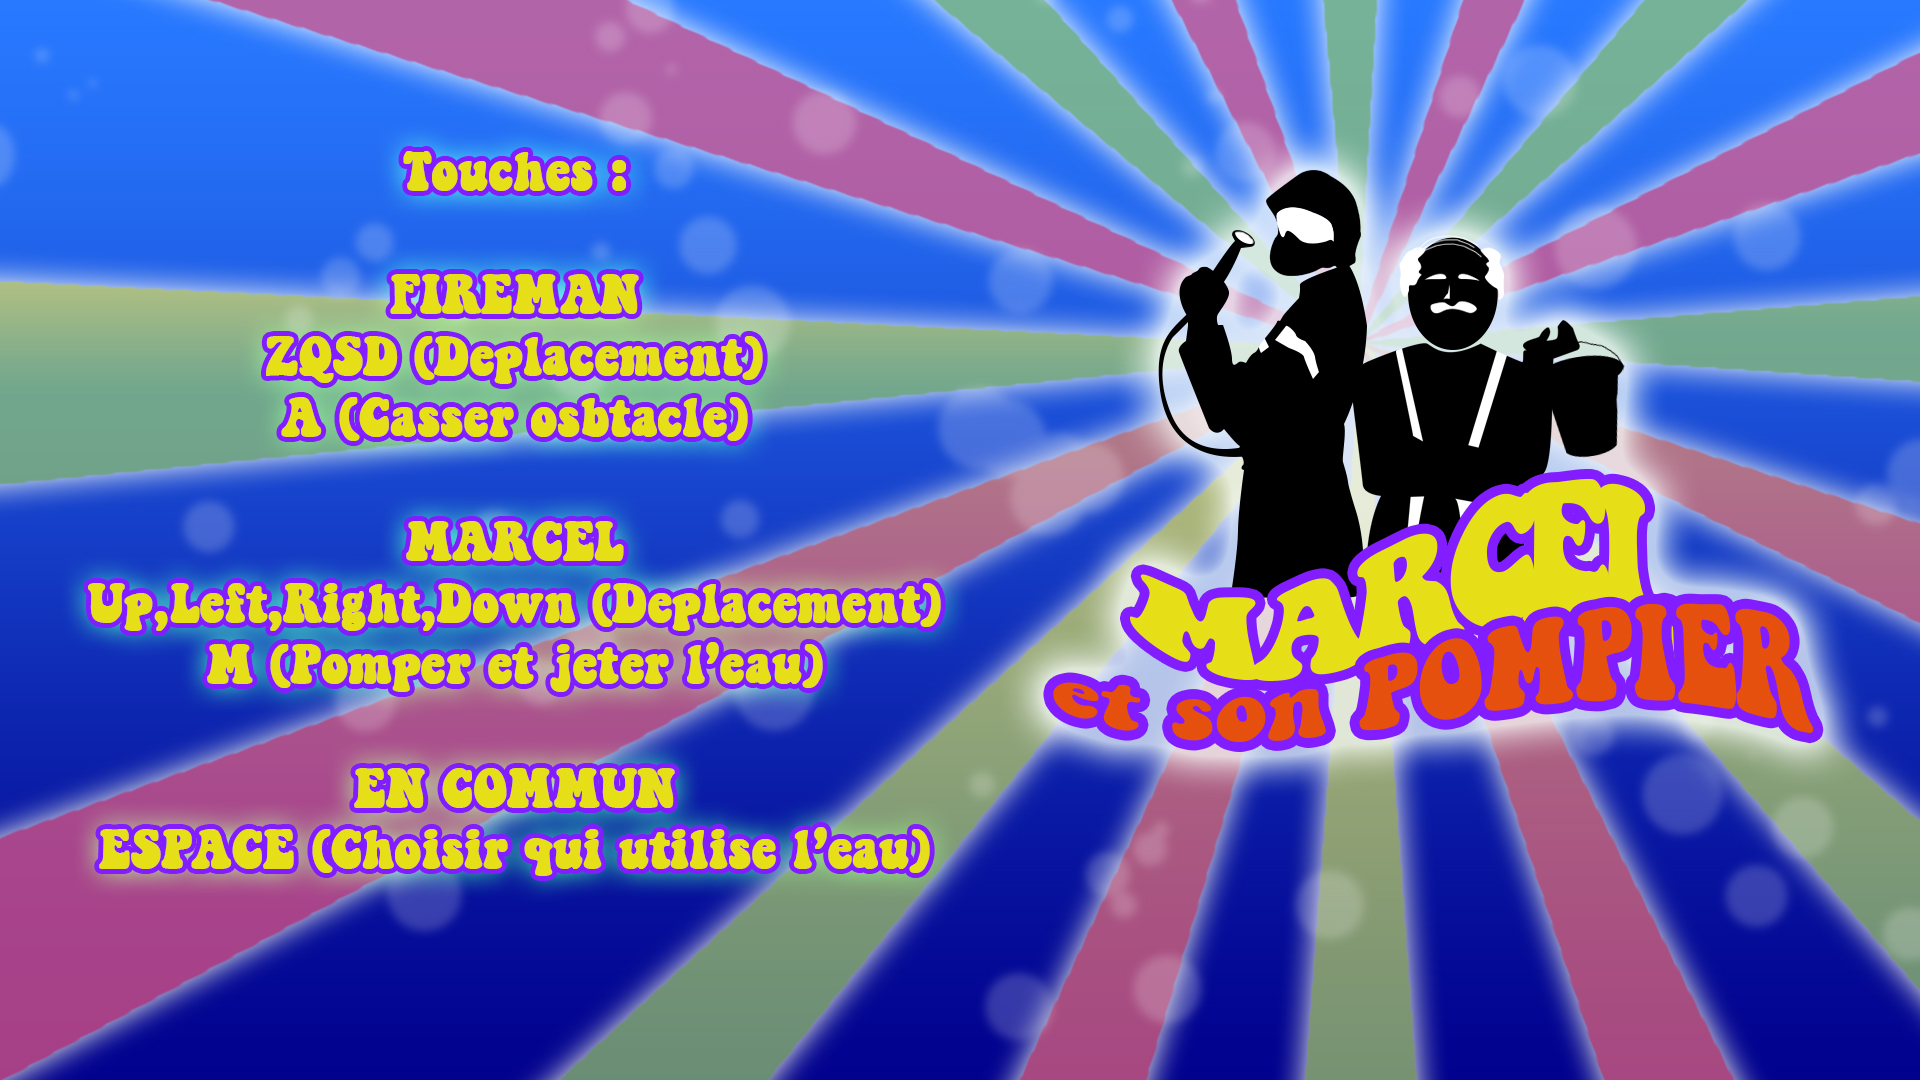 Touches :
FIREMAN
ZQSD (Deplacement)
A (Casser osbtacle)
MARCEL
Up,Left,Right,Down (Deplacement)
M (Pomper et jeter l'eau)
EN COMMUN
ESPACE (Choisir qui utilise l'eau)
MARCEl
et son POMPIER